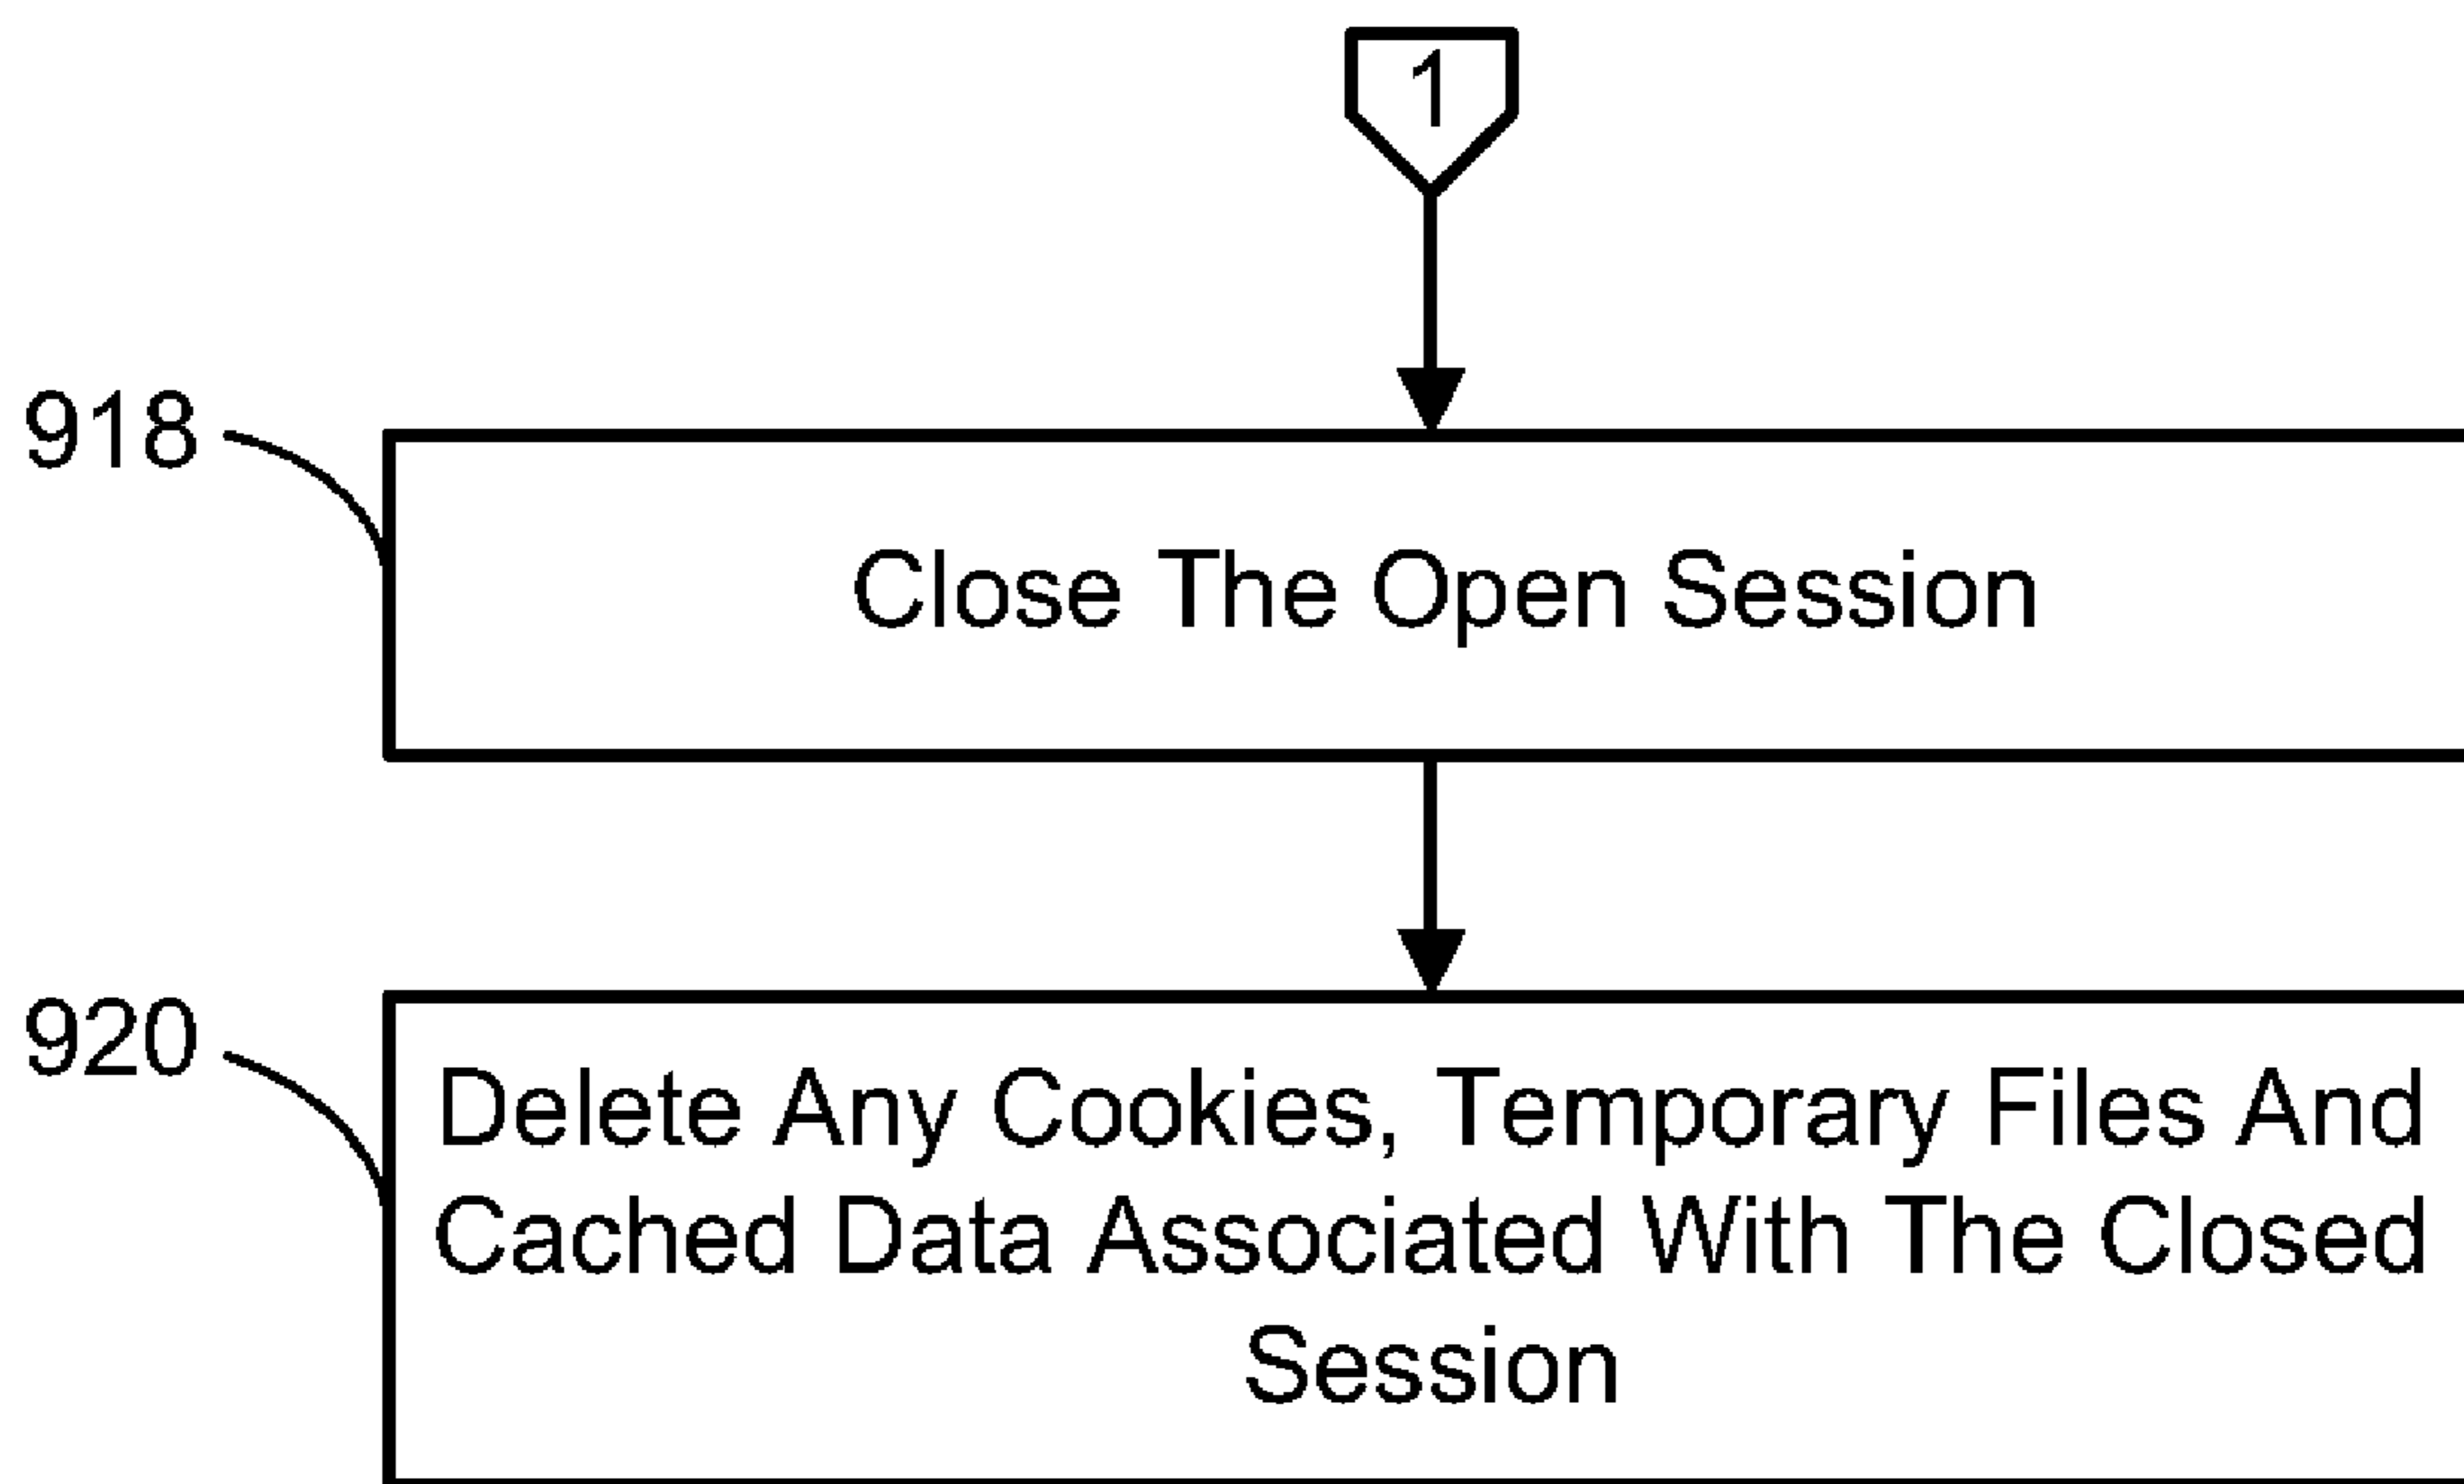 1
918
Close The Open Session
920
Delete Any Cookies, Temporary Files And
Cached Data Associated With The Closed
Session